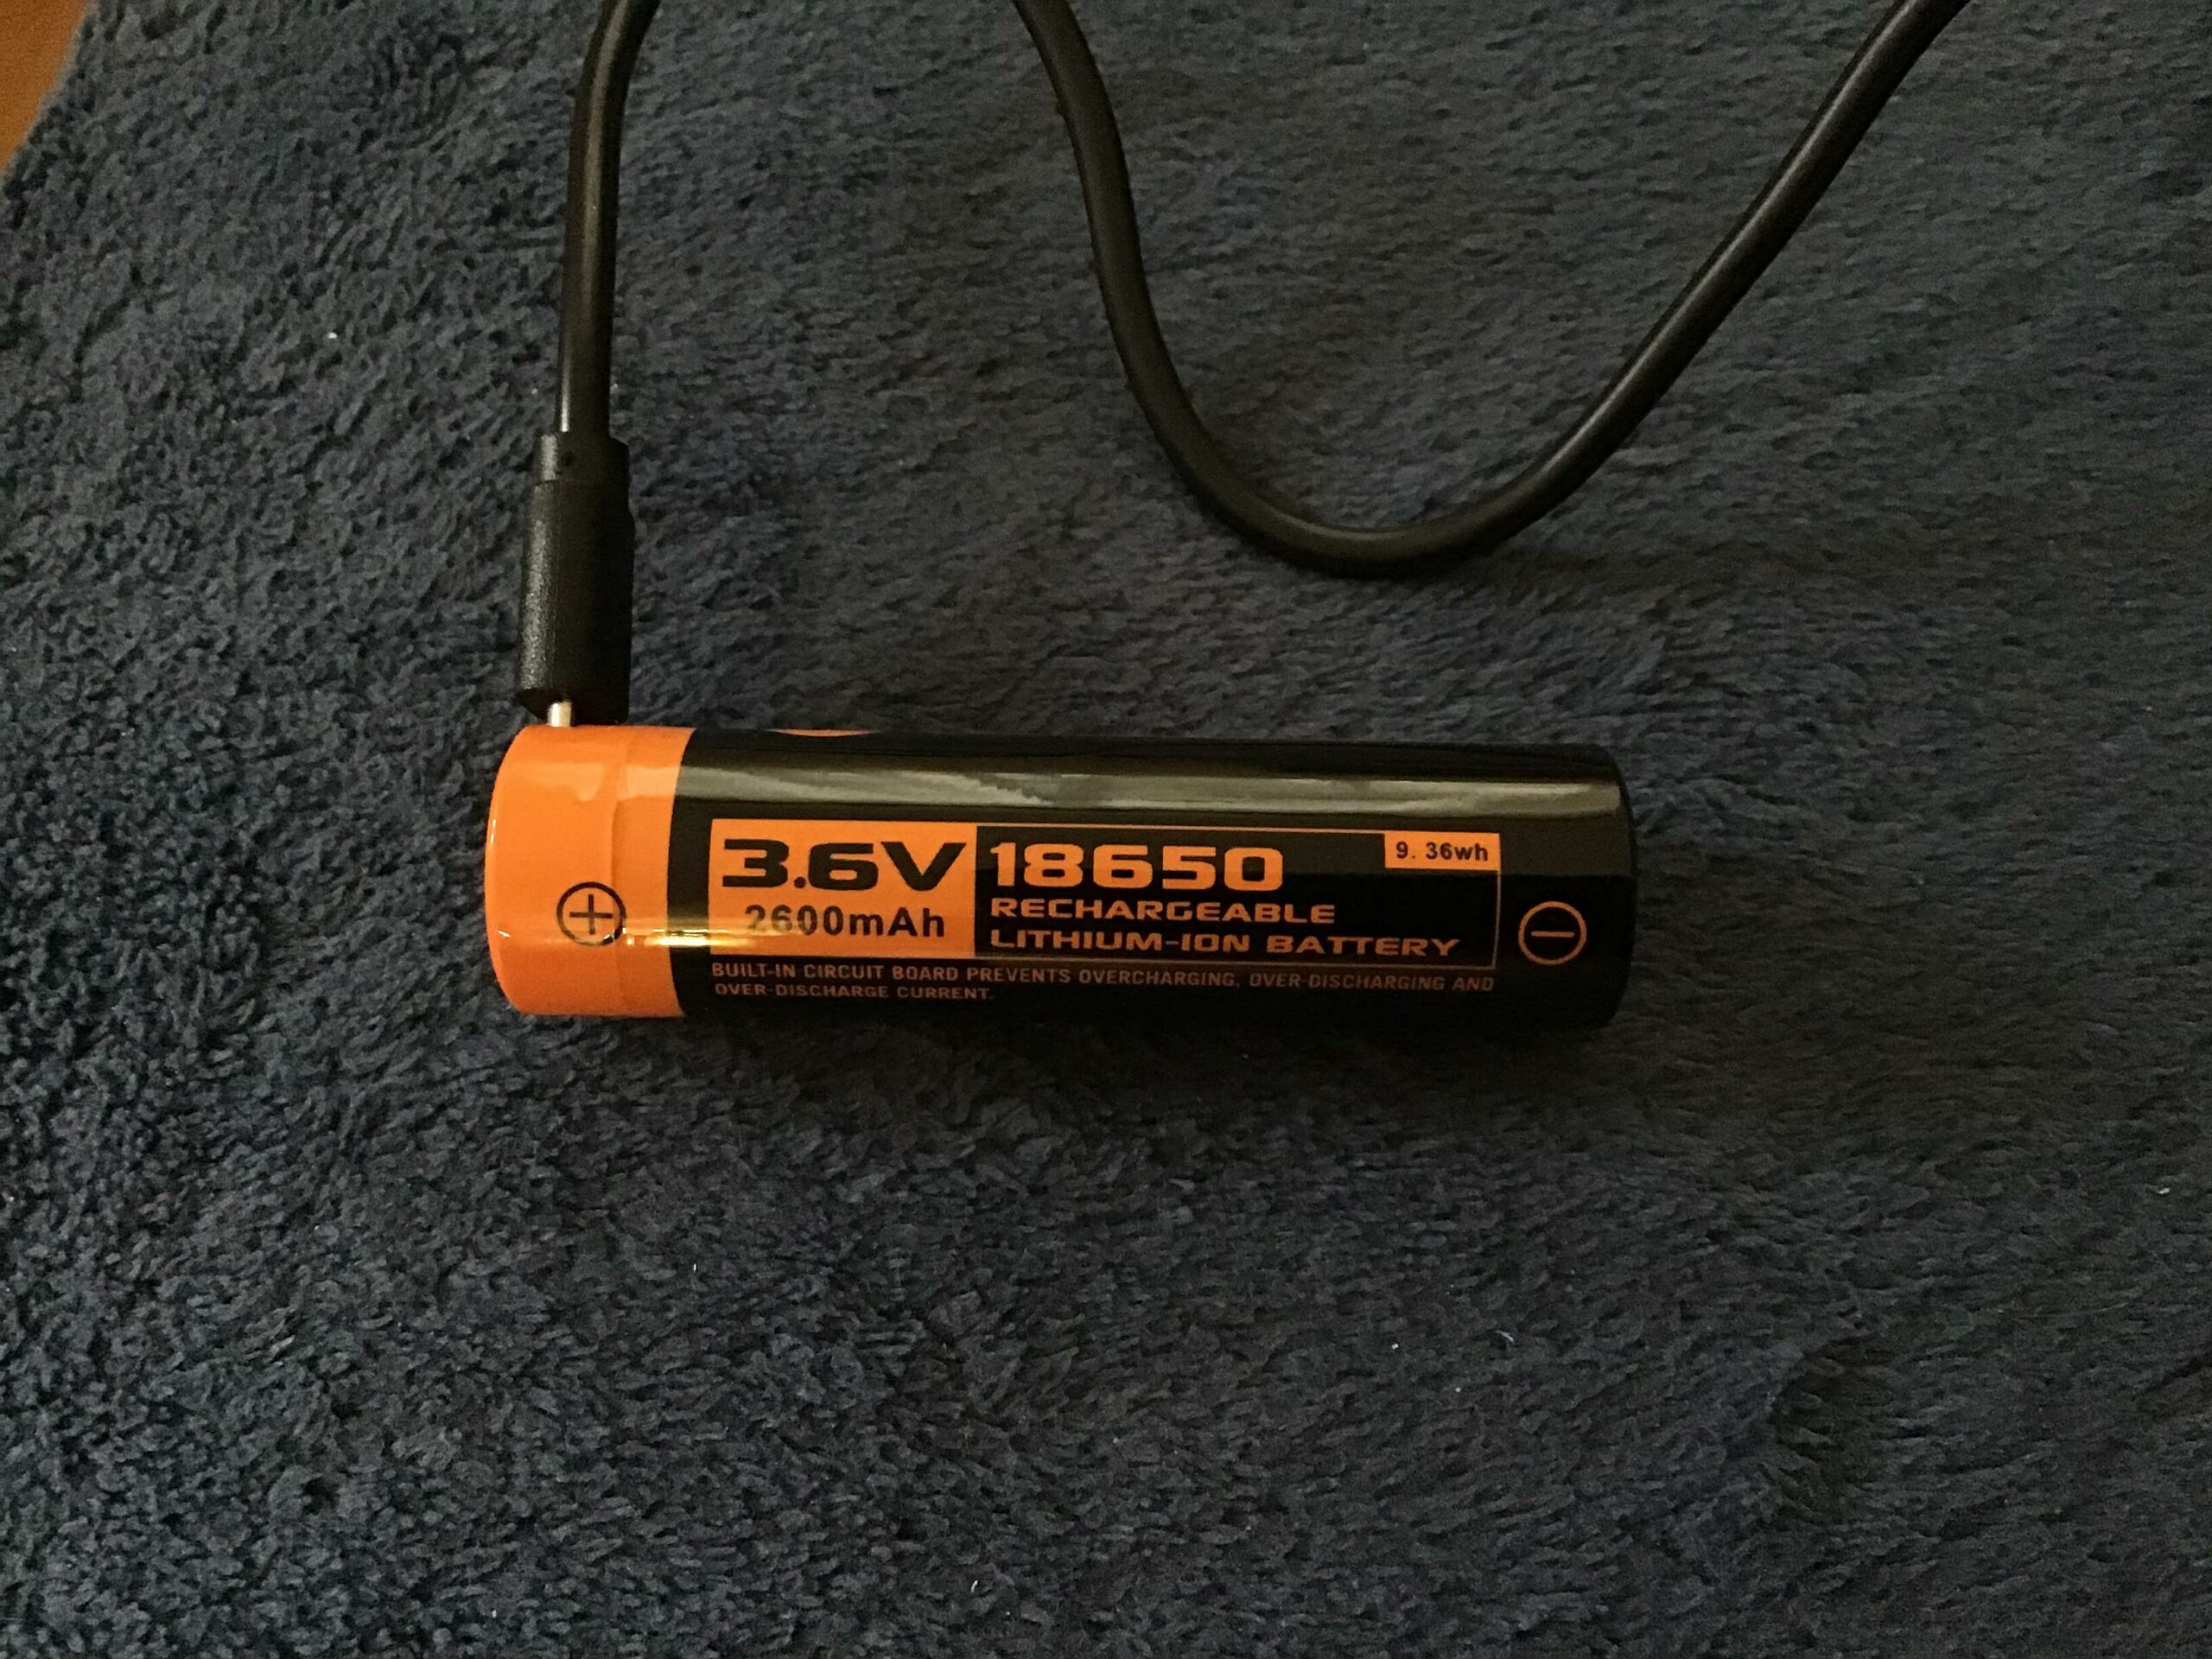 3.6V
2600mAh
18650
9. 36wh
RECHARGEABLE
LITHIUM-ION BATTERY
BUILT-IN CIRCUIT BOARD PREVENTS OVERCHARGING, OVER-DISCHARGING AND
OVER-DISCHARGE CURRENT.